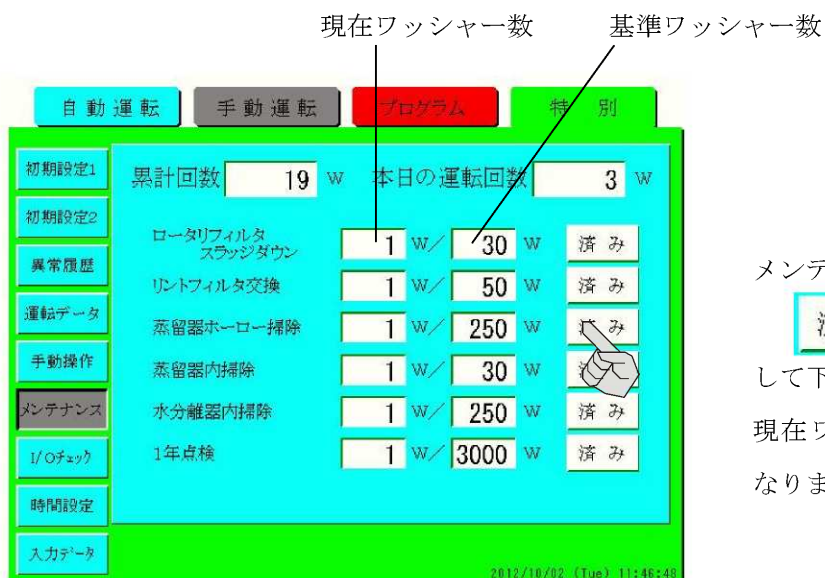 現在ワッシャー数 基準ワッシャー数
自動運転 手動運転 プログラム 特別
初期設定1
初期設定2
異常履歴
運転データ
手動操作
メンテナンス
I/Oチェック
時間設定
入力データ
累計回数 19 W 本日の運転回数 3 W
ロータリフィルタ
スラッジダウン 1 W/ 30 W 済み
リントフィルタ交換 1 W/ 50 W 済み
蒸留器ホーロー掃除 1 W/ 250 W 済み
蒸留器内掃除 1 W/ 30 W
水分離器内掃除 1 W/ 250 W 済み
1年点検 1 W/ 3000 W 済み
2012/10/02 (Tue) 11:46:48
メンテ
して下
現在ワ
なりま